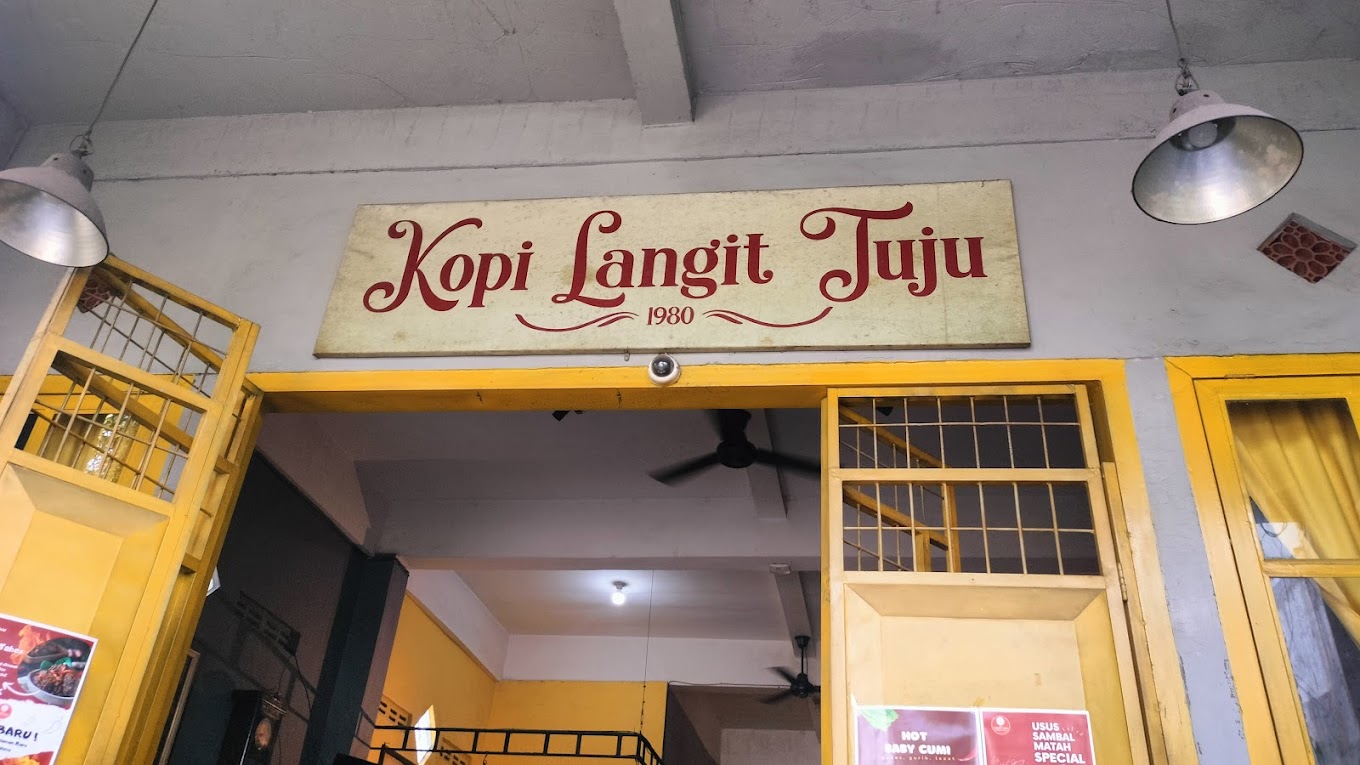 Kopi Langit Tuju
1980
BARU!
HOT
BABY CUMI
USUS
SAMBAL
MATAH
SPECIAL